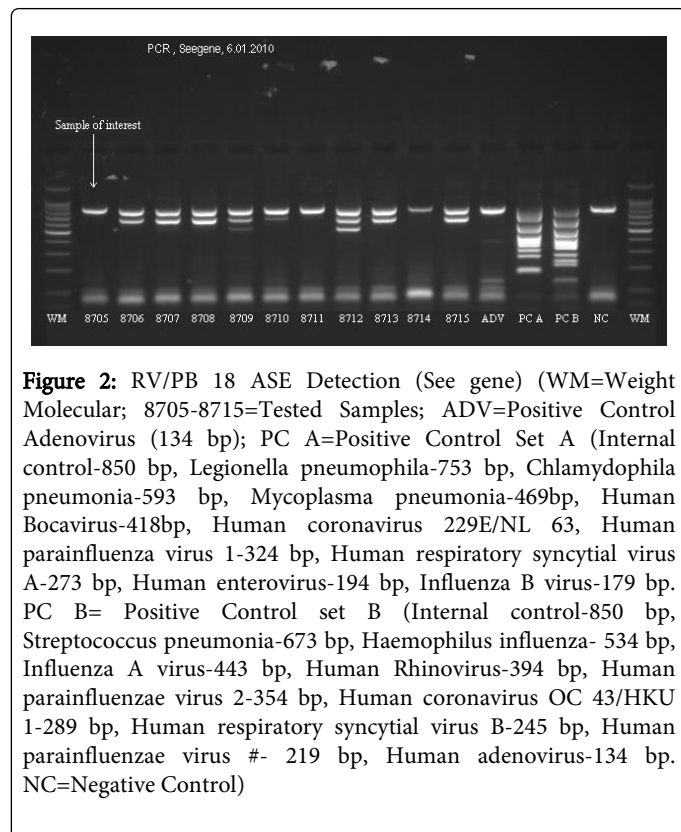 PCR , Seegene, 6.01.2010
Sample of interest
WM 8705 8706 8707 8708 8709 8710 8711 8712 8713 8714 8715 ADV PC A PC B NC WM
Figure 2: RV/PB 18 ASE Detection (See gene) (WM=Weight
Molecular; 8705-8715=Tested Samples; ADV=Positive Control
Adenovirus (134 bp); PC A=Positive Control Set A (Internal
control-850 bp, Legionella pneumophila-753 bp, Chlamydophila
pneumonia-593 bp, Mycoplasma pneumonia-469bp, Human
Bocavirus-418bp, Human coronavirus 229E/NL 63, Human
parainfluenza virus 1-324 bp, Human respiratory syncytial virus
A-273 bp, Human enterovirus-194 bp, Influenza B virus-179 bp.
PC B= Positive Control set B (Internal control-850 bp,
Streptococcus pneumonia-673 bp, Haemophilus influenza- 534 bp,
Influenza A virus-443 bp, Human Rhinovirus-394 bp, Human
parainfluenzae virus 2-354 bp, Human coronavirus OC 43/HKU
1-289 bp, Human respiratory syncytial virus B-245 bp, Human
parainfluenzae virus #- 219 bp, Human adenovirus-134 bp.
NC=Negative Control)